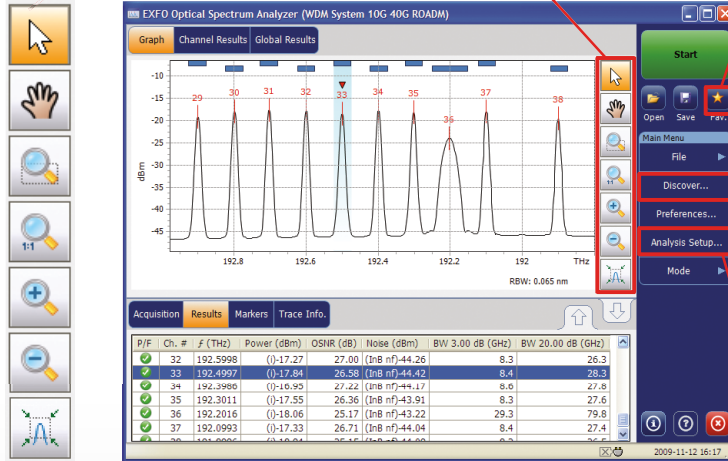 1:1
EXFO Optical Spectrum Analyzer (WDM System 10G 40G ROADM)
Graph Channel Results Global Results
Start
-10
-15
-20
-25
-30
-35
-40
-45
dBm
29 30 31 32 33 34 35 36 37 38
192.8 192.6 192.4 192.2 192 THz
RBW: 0.065 nm
1:1
Open Save Fav.
Main Menu
File
Discover...
Preferences...
Analysis Setup...
Mode
Acquisition Results Markers Trace Info.
P/F Ch. # f (THz) Power (dBm) OSNR (dB) Noise (dBm) BW 3.00 dB (GHz) BW 20.00 dB (GHz)
32 192.5998 (i)-17.27 27.00 (InB nf)-44.26 8.3 26.3
33 192.4997 (i)-17.84 26.58 (InB nf)-44.42 8.4 28.3
34 192.3986 (i)-16.95 27.22 (InB nf)-44.17 8.6 27.8
35 192.3011 (i)-17.55 26.36 (InB nf)-43.91 8.3 27.6
36 192.2016 (i)-18.06 25.17 (InB nf)-43.22 29.3 79.8
37 192.0993 (i)-17.33 26.71 (InB nf)-44.04 8.4 27.4
2009-11-12 16:17